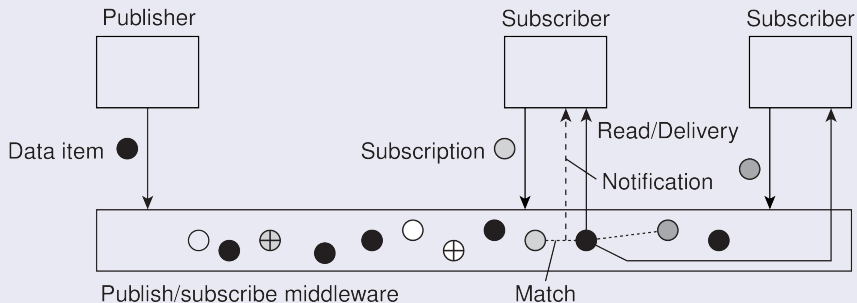 Publisher
Subscriber
Subscriber
Data item
Subscription
Read/Delivery
Notification
Publish/subscribe middleware
Match